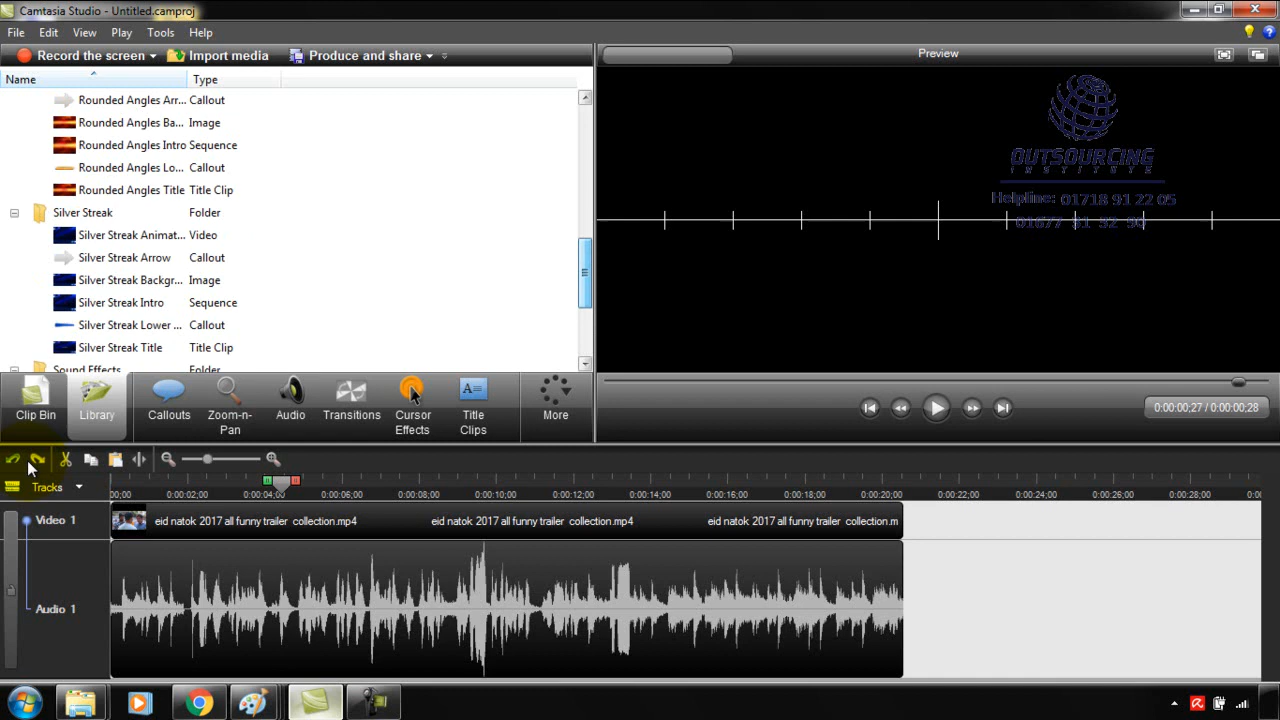 Camtasia Studio - Untitled.camproj
File Edit View Play Tools Help
Record the screen Import media Produce and share
Preview
Name Type
Rounded Angles Arr... Callout
Rounded Angles Ba... Image
Rounded Angles Intro Sequence
Rounded Angles Lo... Callout
Rounded Angles Title Title Clip
Silver Streak Folder
Silver Streak Animat... Video
Silver Streak Arrow Callout
Silver Streak Backgr... Image
Silver Streak Intro Sequence
Silver Streak Lower ... Callout
Silver Streak Title Title Clip
Sound Effects Folder
OUTSOURCING
INSTITUTE
Helpline: 01718 91 22 05
01677 31 32 90
Clip Bin
Library
Callouts
Zoom-n-
Pan
Audio
Transitions
Cursor
Effects
Title
Clips
More
0:00:00;27 / 0:00:00;28
Tracks
00;00 0:00:02;00 0:00:04;00 0:00:06;00 0:00:08;00 0:00:10;00 0:00:12;00 0:00:14;00 0:00:16;00 0:00:18;00 0:00:20;00 0:00:22;00 0:00:24;00 0:00:26;00 0:00:28;00 0:00
Video 1
eid natok 2017 all funny trailer collection.mp4 eid natok 2017 all funny trailer collection.mp4 eid natok 2017 all funny trailer collection.m
Audio 1